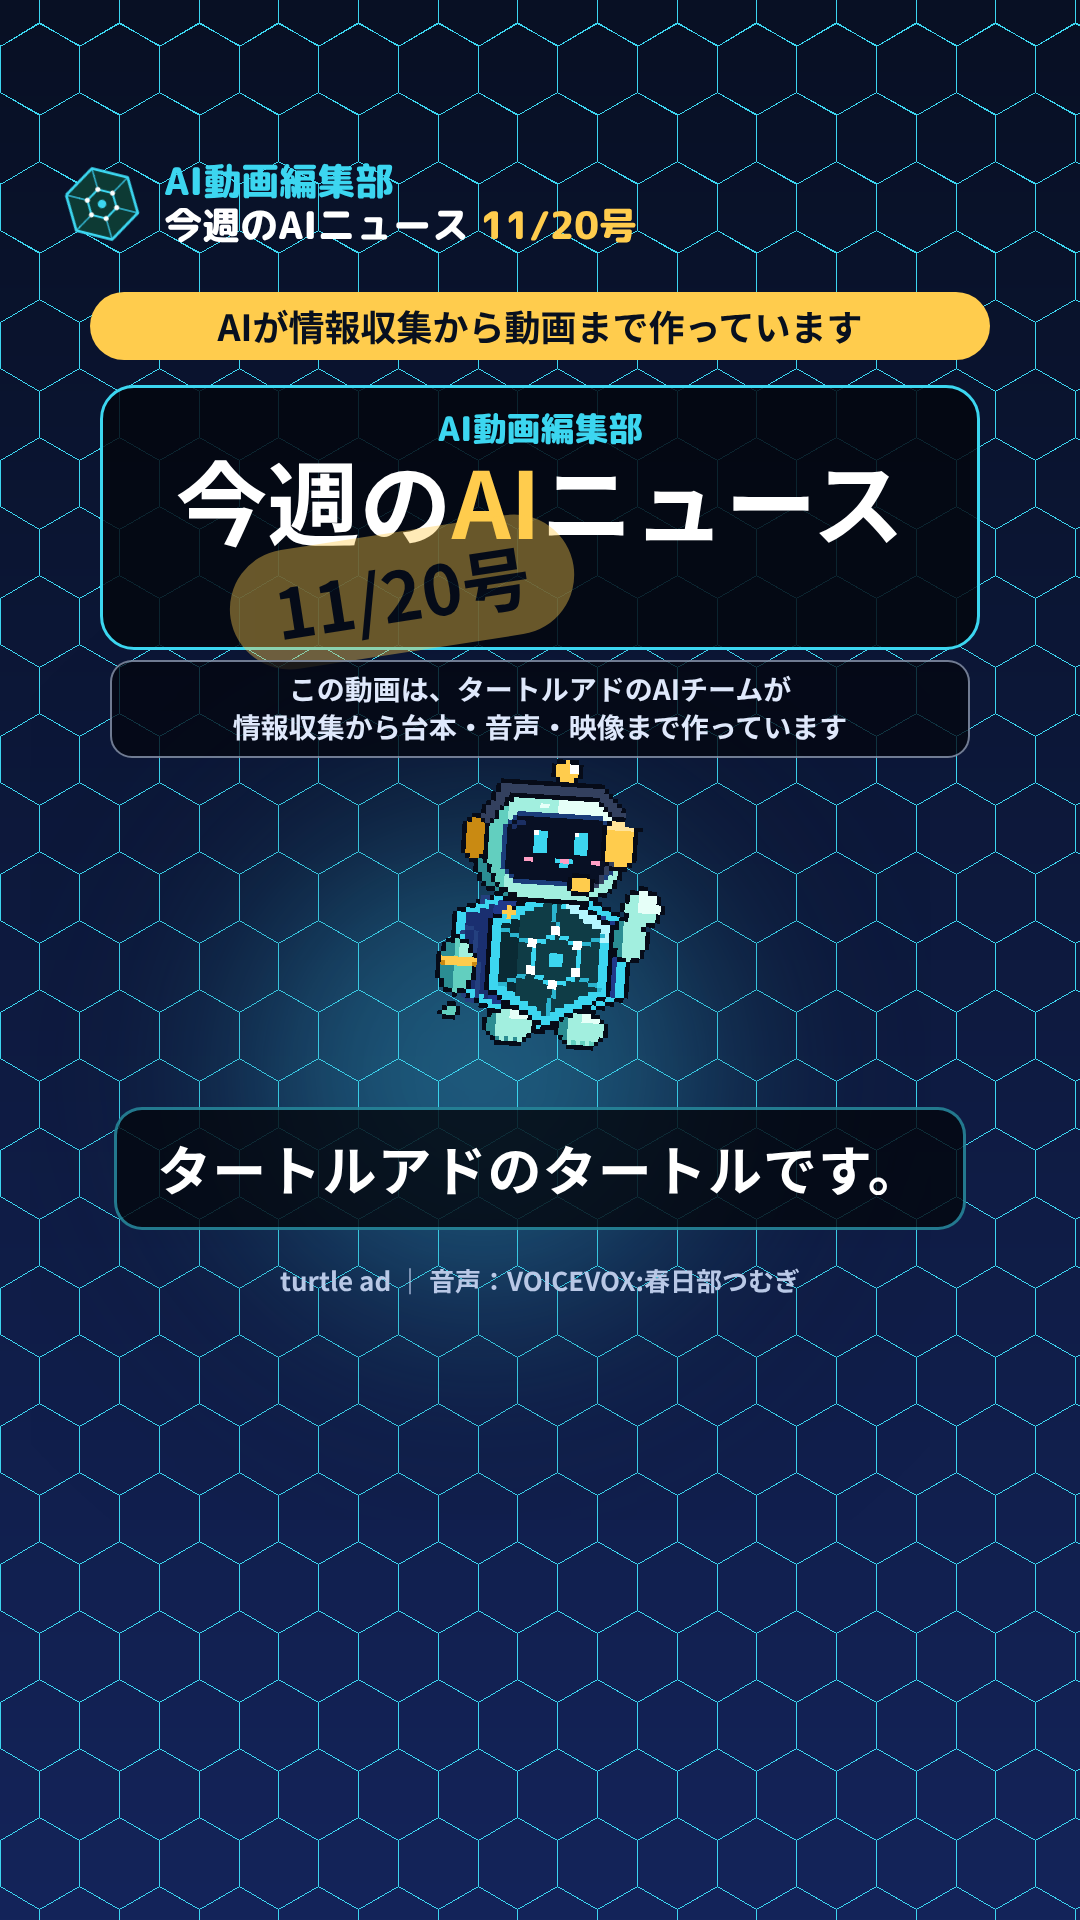 AI動画編集部
今週のAIニュース 11/20号
AIが情報収集から動画まで作っています
AI動画編集部
今週のAIニュース
11/20号
この動画は、タートルアドのAIチームが
情報収集から台本・音声・映像まで作っています
タートルアドのタートルです。
turtle ad │ 音声：VOICEVOX:春日部つむぎ